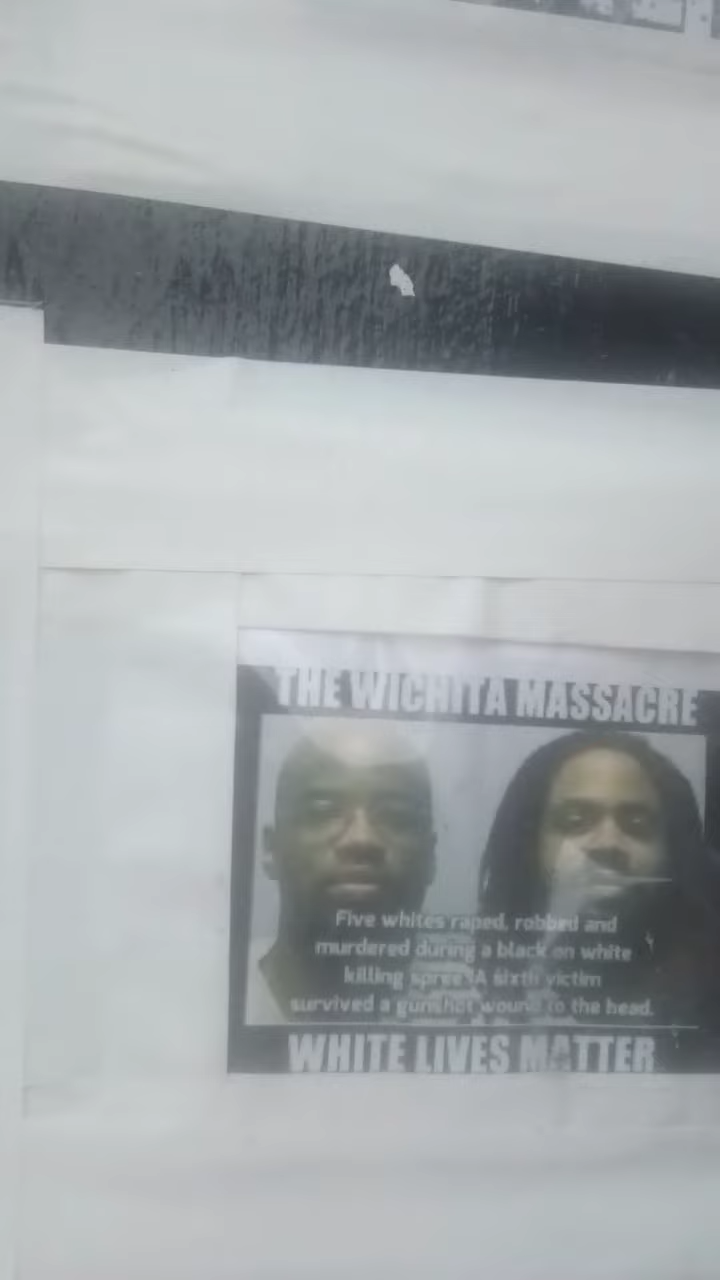 THE WICHITA MASSACRE
Five whites raped, robbed and
murdered during a black on white
killing spree A sixth victim
survived a gunshot wound to the head.
WHITE LIVES MATTER